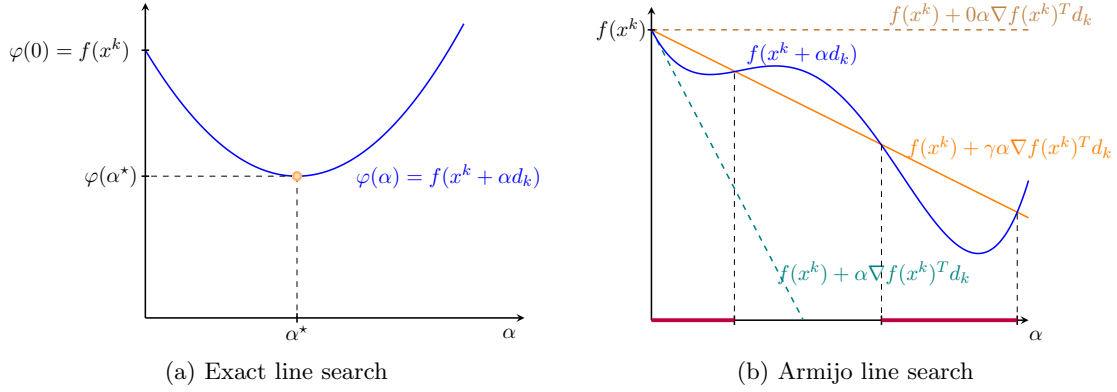 φ(0) = f(x^k)
φ(α⋆)
φ(α) = f(x^k + αd_k)
α⋆
α
(a) Exact line search
f(x^k)
f(x^k) + 0α∇f(x^k)^T d_k
f(x^k + αd_k)
f(x^k) + γα∇f(x^k)^T d_k
f(x^k) + α∇f(x^k)^T d_k
α
(b) Armijo line search